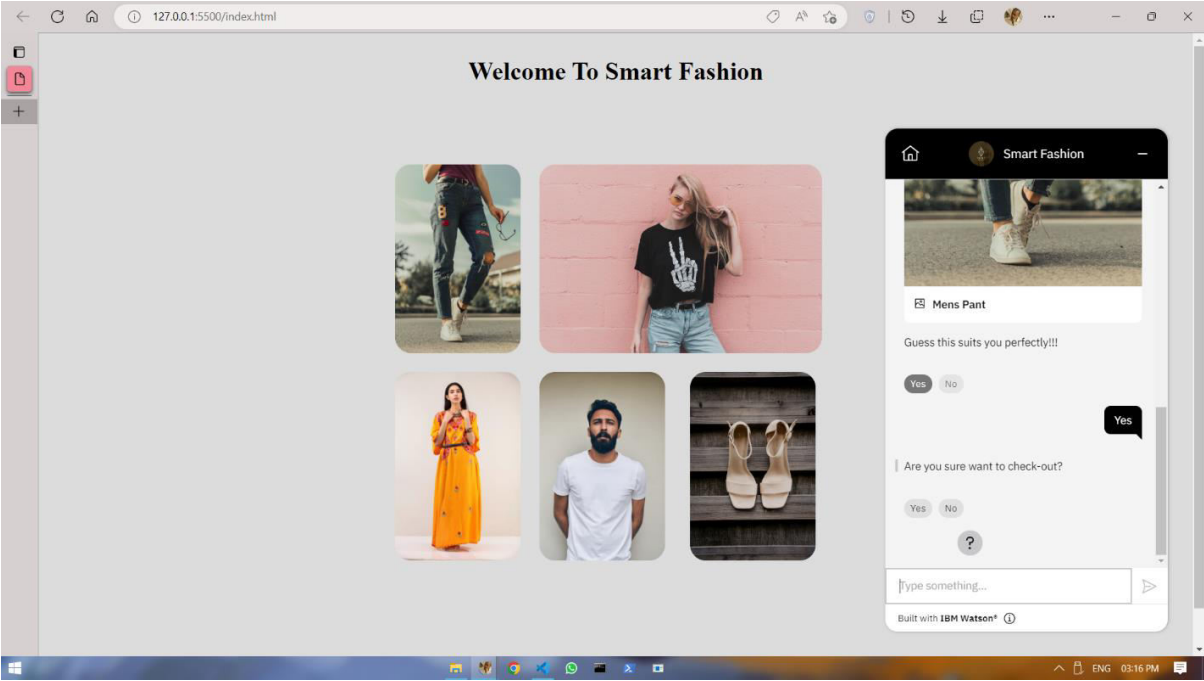 127.0.0.1:5500/index.html
Welcome To Smart Fashion
Smart Fashion
Mens Pant
Guess this suits you perfectly!!!
Yes No
Yes
Are you sure want to check-out?
Yes No
?
Type something...
Built with IBM Watson®
ENG 03:16 PM